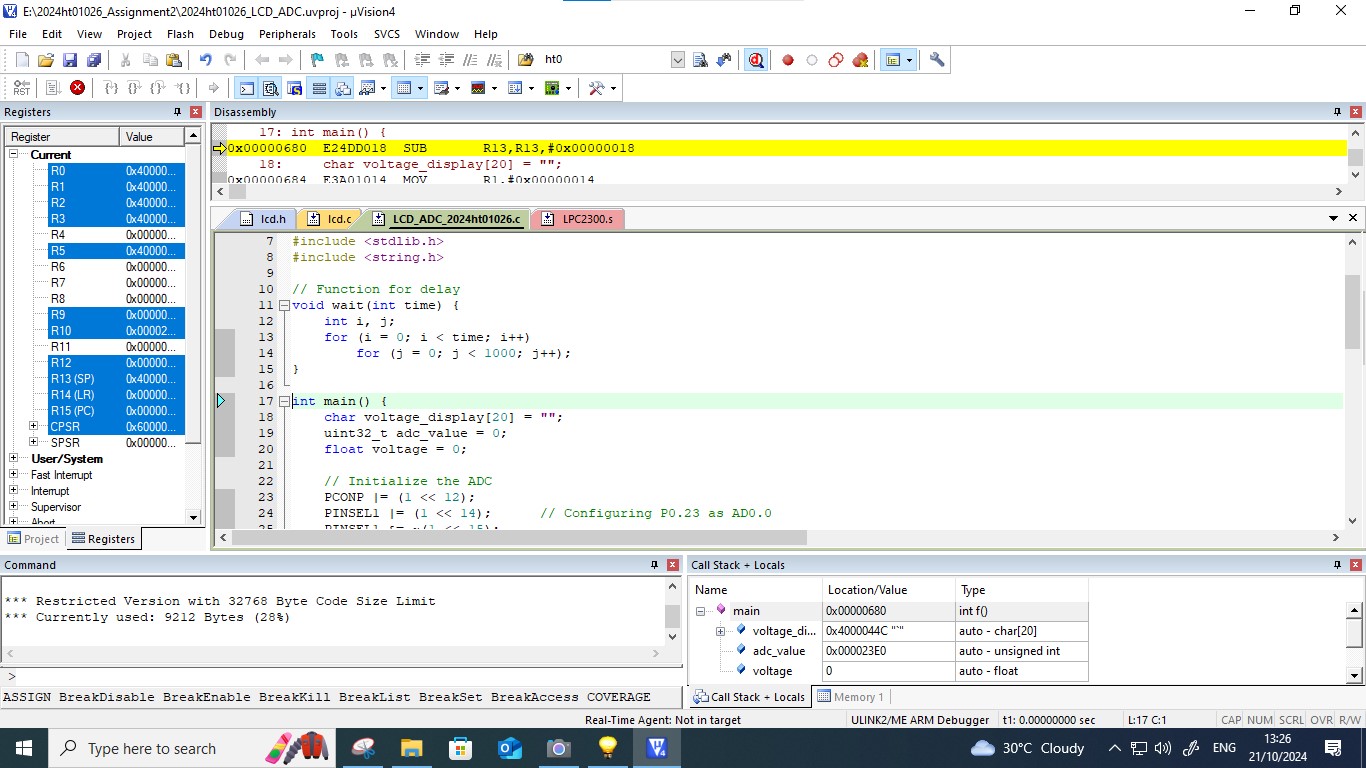 E:\2024ht01026_Assignment2\2024ht01026_LCD_ADC.uvproj - µVision4
File Edit View Project Flash Debug Peripherals Tools SVCS Window Help
ht0
RST
Registers
Register Value
Current
R0 0x40000...
R1 0x40000...
R2 0x40000...
R3 0x40000...
R4 0x00000...
R5 0x40000...
R6 0x00000...
R7 0x00000...
R8 0x00000...
R9 0x00000...
R10 0x00002...
R11 0x00000...
R12 0x00000...
R13 (SP) 0x40000...
R14 (LR) 0x00000...
R15 (PC) 0x00000...
CPSR 0x60000...
SPSR 0x00000...
User/System
Fast Interrupt
Interrupt
Supervisor
Abort
Project Registers
Disassembly
17: int main() {
0x00000680 E24DD018 SUB R13,R13,#0x00000018
18: char voltage_display[20] = "";
0x00000684 E3A01014 MOV R1,#0x00000014
lcd.h lcd.c LCD_ADC_2024ht01026.c LPC2300.s
7 #include <stdlib.h>
8 #include <string.h>
9
10 // Function for delay
11 void wait(int time) {
12 int i, j;
13 for (i = 0; i < time; i++)
14 for (j = 0; j < 1000; j++);
15 }
16
17 int main() {
18 char voltage_display[20] = "";
19 uint32_t adc_value = 0;
20 float voltage = 0;
21
22 // Initialize the ADC
23 PCONP |= (1 << 12);
24 PINSEL1 |= (1 << 14); // Configuring P0.23 as AD0.0
25 PINSEL1 &= ~(1 << 15);
Command
*** Restricted Version with 32768 Byte Code Size Limit
*** Currently used: 9212 Bytes (28%)
>
ASSIGN BreakDisable BreakEnable BreakKill BreakList BreakSet BreakAccess COVERAGE
Call Stack + Locals
Name Location/Value Type
main 0x00000680 int f()
voltage_di... 0x4000044C "`" auto - char[20]
adc_value 0x000023E0 auto - unsigned int
voltage 0 auto - float
Call Stack + Locals Memory 1
Real-Time Agent: Not in target ULINK2/ME ARM Debugger t1: 0.00000000 sec L:17 C:1 CAP NUM SCRL OVR R/W
Type here to search
30°C Cloudy
ENG
13:26
21/10/2024